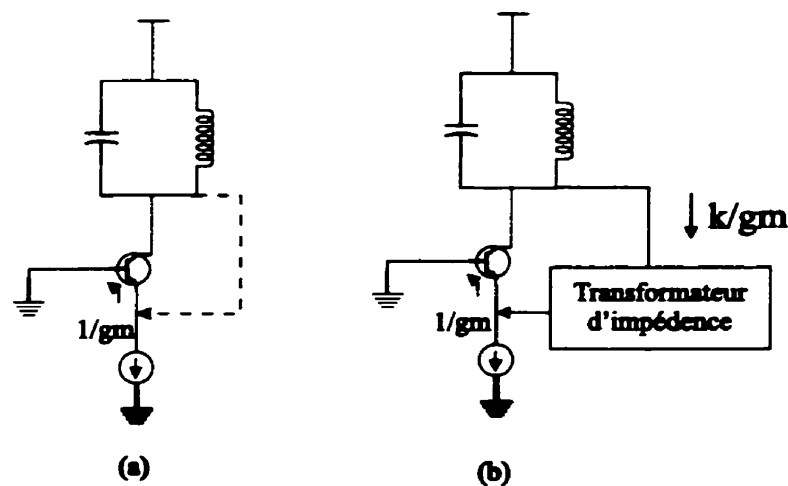 1/gm
(a)
k/gm
Transformateur
d'impédence
1/gm
(b)